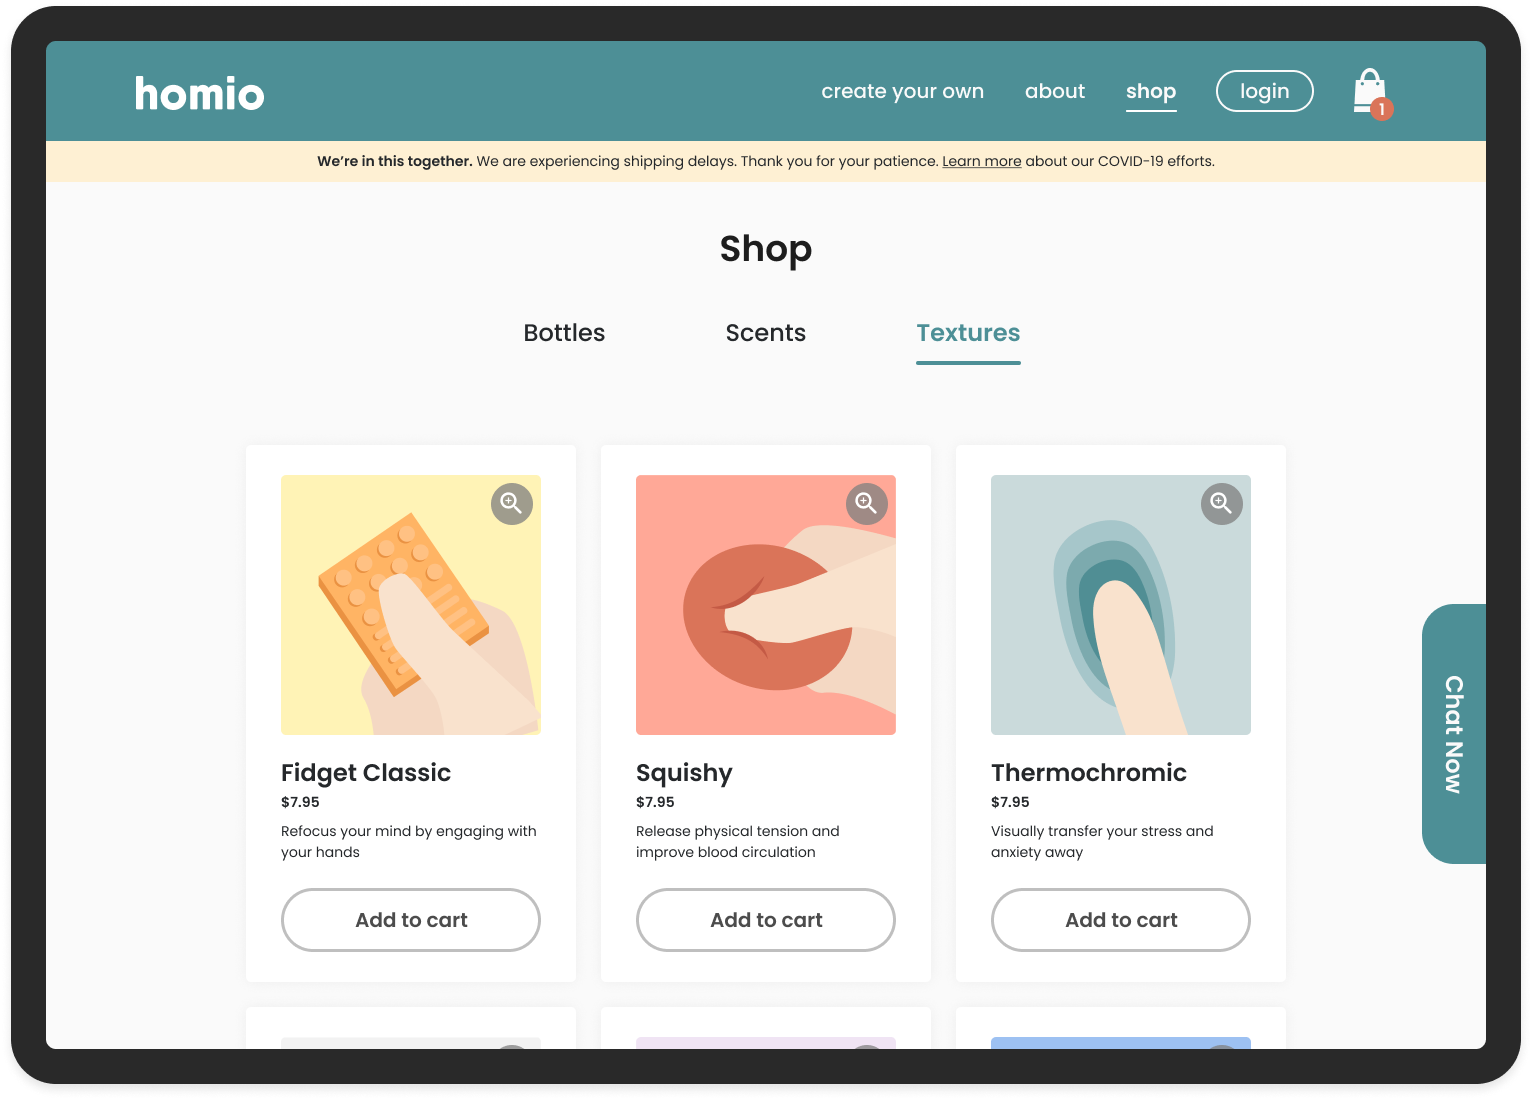 homio
create your own about shop login 1
We're in this together. We are experiencing shipping delays. Thank you for your patience. Learn more about our COVID-19 efforts.
Shop
Bottles Scents Textures
Fidget Classic
$7.95
Refocus your mind by engaging with
your hands
Add to cart
Squishy
$7.95
Release physical tension and
improve blood circulation
Add to cart
Thermochromic
$7.95
Visually transfer your stress and
anxiety away
Add to cart
Chat Now